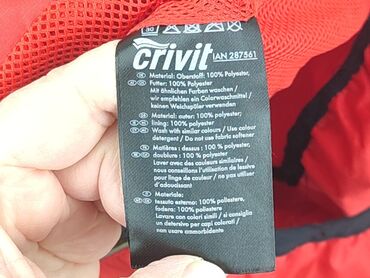 30
crivit
IAN 287561
Material: Oberstoff: 100% Polyester,
Futter: 100% Polyester
Mit ähnlichen Farben waschen/
wir empfehlen ein Colorwaschmittel/
keinen Weichspüler verwenden
Material: outer: 100% polyester,
lining: 100% polyester
Wash with similar colours / Use colour
detergent/ Do not use fabric softener
Matières : dessus : 100% polyester,
doublure : 100% polyester
Laver avec des couleurs similaires /
nous conseillons l'utilisation de lessive
pour linge de couleur / ne pas utiliser
d'adoucissant
Materiale:
tessuto esterno: 100% poliestere,
fodera: 100% poliestere
Lavare con colori simili / si consiglia
un detersivo per capi colorati /
non usare ammorbidente